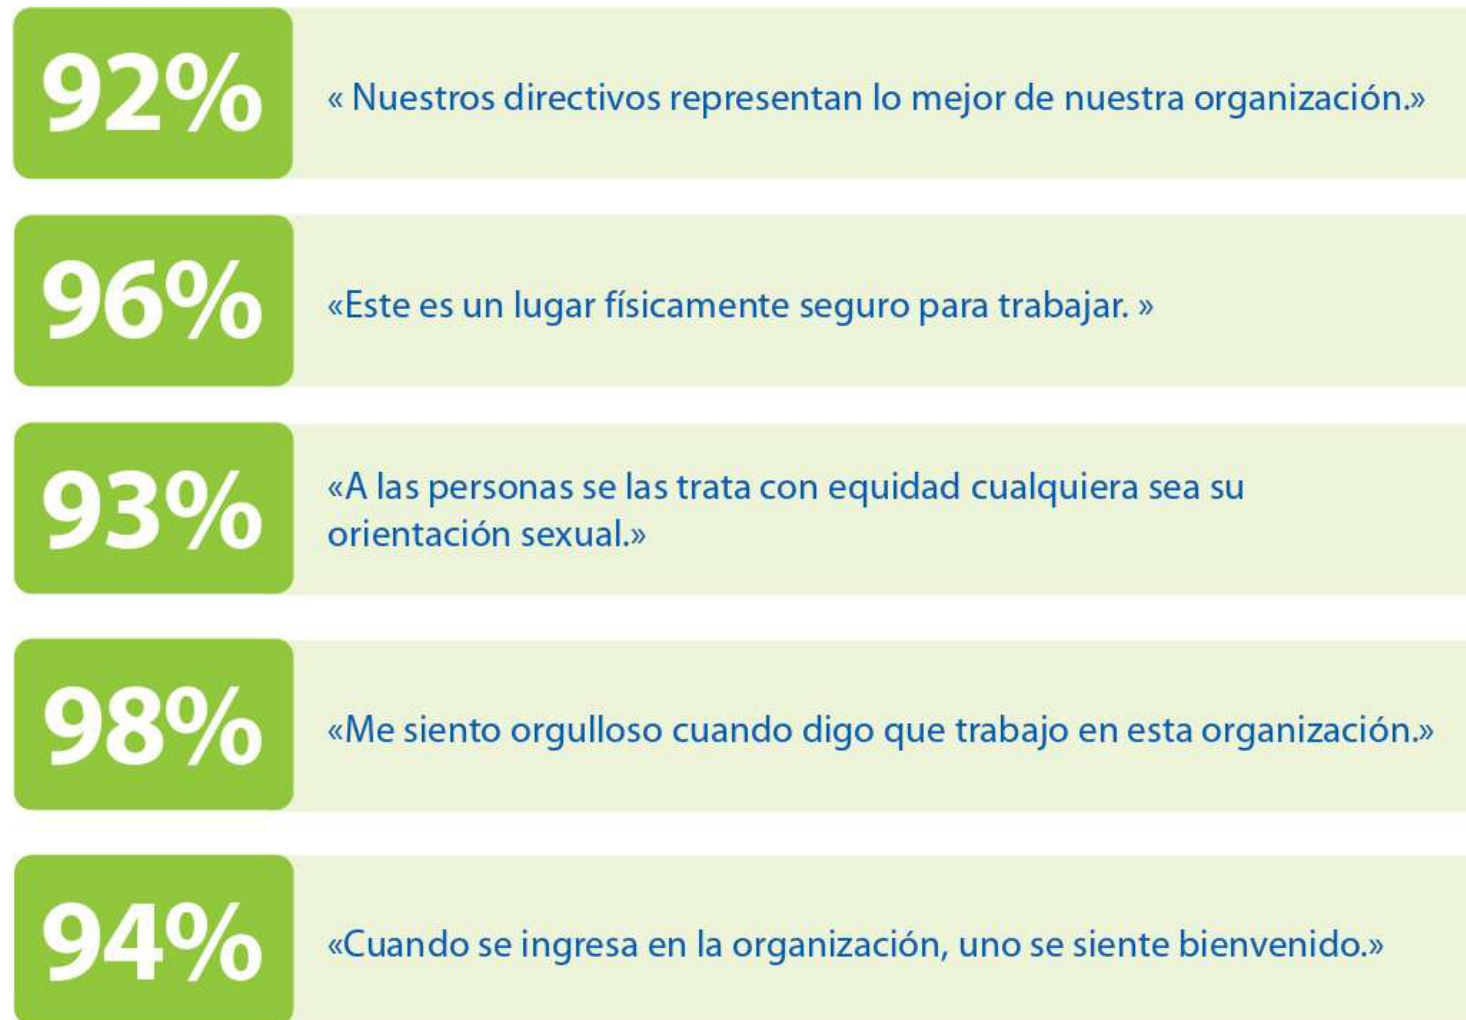 92%
« Nuestros directivos representan lo mejor de nuestra organización.»
96%
«Este es un lugar físicamente seguro para trabajar. »
93%
«A las personas se las trata con equidad cualquiera sea su
orientación sexual.»
98%
«Me siento orgulloso cuando digo que trabajo en esta organización.»
94%
«Cuando se ingresa en la organización, uno se siente bienvenido.»